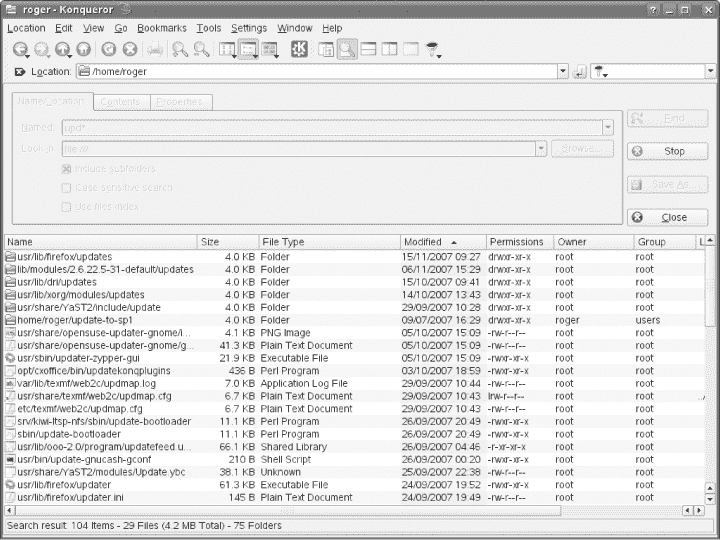 roger - Konqueror
Location Edit View Go Bookmarks Tools Settings Window Help
Location: /home/roger
Name/Location Contents Properties
Named: upd*
Look in: file:///
Browse...
Include subfolders
Case sensitive search
Use files index
Find
Stop
Save As...
Close
Name Size File Type Modified Permissions Owner Group L
usr/lib/firefox/updates 4.0 KB Folder 15/11/2007 09:27 drwxr-xr-x root root
lib/modules/2.6.22.5-31-default/updates 4.0 KB Folder 06/11/2007 15:29 drwxr-xr-x root root
usr/lib/dri/updates 4.0 KB Folder 15/10/2007 09:41 drwxr-xr-x root root
usr/lib/xorg/modules/updates 4.0 KB Folder 14/10/2007 13:43 drwxr-xr-x root root
usr/share/YaST2/include/update 4.0 KB Folder 29/09/2007 10:28 drwxr-xr-x root root
home/roger/update-to-sp1 4.0 KB Folder 09/07/2007 16:29 drwxr-xr-x roger users
usr/share/opensuse-updater-gnome/i... 4.1 KB PNG Image 05/10/2007 15:09 -rw-r--r-- root root
usr/share/opensuse-updater-gnome/g... 41.3 KB Plain Text Document 05/10/2007 15:09 -rw-r--r-- root root
usr/sbin/updater-zypper-gui 21.9 KB Executable File 05/10/2007 15:09 -rwxr-xr-x root root
opt/cxoffice/bin/updatekonqplugins 436 B Perl Program 03/10/2007 18:59 -rwxr-xr-x root root
var/lib/texmf/web2c/updmap.log 7.0 KB Application Log File 29/09/2007 10:44 -rw-r--r-- root root
usr/share/texmf/web2c/updmap.cfg 6.7 KB Plain Text Document 29/09/2007 10:43 lrw-r--r-- root root ../
etc/texmf/web2c/updmap.cfg 6.7 KB Plain Text Document 29/09/2007 10:43 -rw-r--r-- root root
srv/kiwi-ltsp-nfs/sbin/update-bootloader 11.1 KB Perl Program 26/09/2007 20:49 -rwxr-xr-x root root
sbin/update-bootloader 11.1 KB Perl Program 26/09/2007 20:49 -rwxr-xr-x root root
usr/lib/ooo-2.0/program/updatefeed.u... 66.1 KB Shared Library 26/09/2007 04:46 -r-xr-xr-x root root
usr/bin/update-gnucash-gconf 210 B Shell Script 26/09/2007 00:20 -rwxr-xr-x root root
usr/share/YaST2/modules/Update.ybc 38.1 KB Unknown 25/09/2007 22:38 -rw-r--r-- root root
usr/lib/firefox/updater 61.3 KB Executable File 24/09/2007 19:52 -rwxr-xr-x root root
usr/lib/firefox/updater.ini 145 B Plain Text Document 24/09/2007 19:49 -rw-r--r-- root root
Search result: 104 Items - 29 Files (4.2 MB Total) - 75 Folders